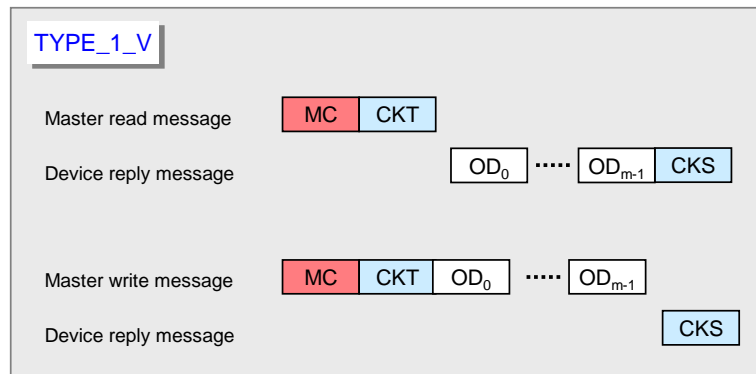 TYPE_1_V
Master read message MC CKT
Device reply message OD0 ..... ODm-1 CKS
Master write message MC CKT OD0 ..... ODm-1
Device reply message CKS